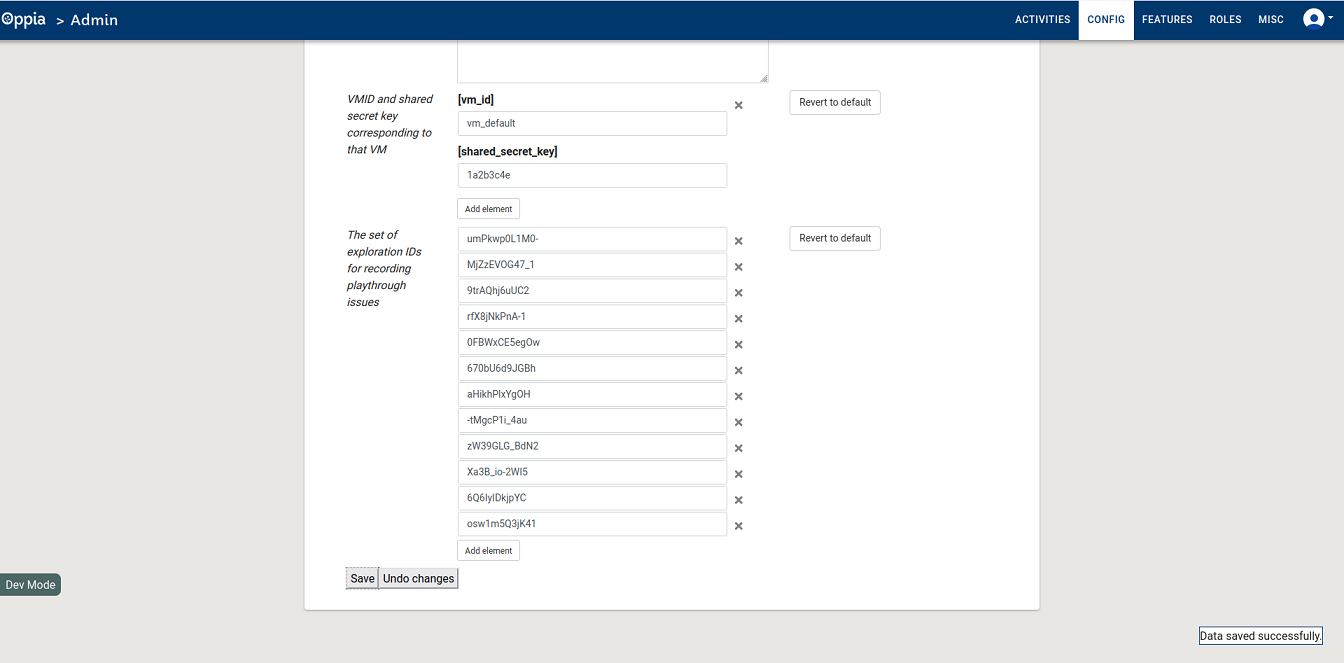 Oppia > Admin
ACTIVITIES CONFIG FEATURES ROLES MISC
VMID and shared
secret key
corresponding to
that VM
[vm_id]
vm_default
[shared_secret_key]
1a2b3c4e
Add element
Revert to default
The set of
exploration IDs
for recording
playthrough
issues
umPkwp0L1M0-
MjZzEVOG47_1
9trAQhj6uUC2
rfX8jNkPnA-1
0FBWxCE5egOw
670bU6d9JGBh
aHikhPlxYgOH
-tMgcP1i_4au
zW39GLG_BdN2
Xa3B_io-2WI5
6Q6IyIDkjpYC
osw1m5Q3jK41
Add element
Revert to default
Save Undo changes
Dev Mode
Data saved successfully.